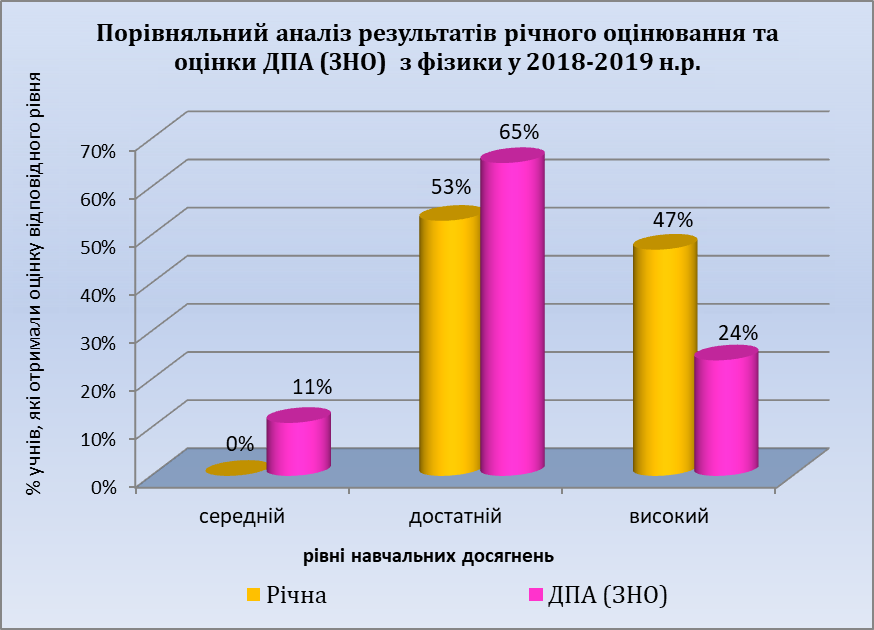 Порівняльний аналіз результатів річного оцінювання та
оцінки ДПА (ЗНО) з фізики у 2018-2019 н.р.
% учнів, які отримали оцінку відповідного рівня
70%
60%
50%
40%
30%
20%
10%
0%
0%
11%
53%
65%
47%
24%
середній
достатній
високий
рівні навчальних досягнень
Річна
ДПА (ЗНО)